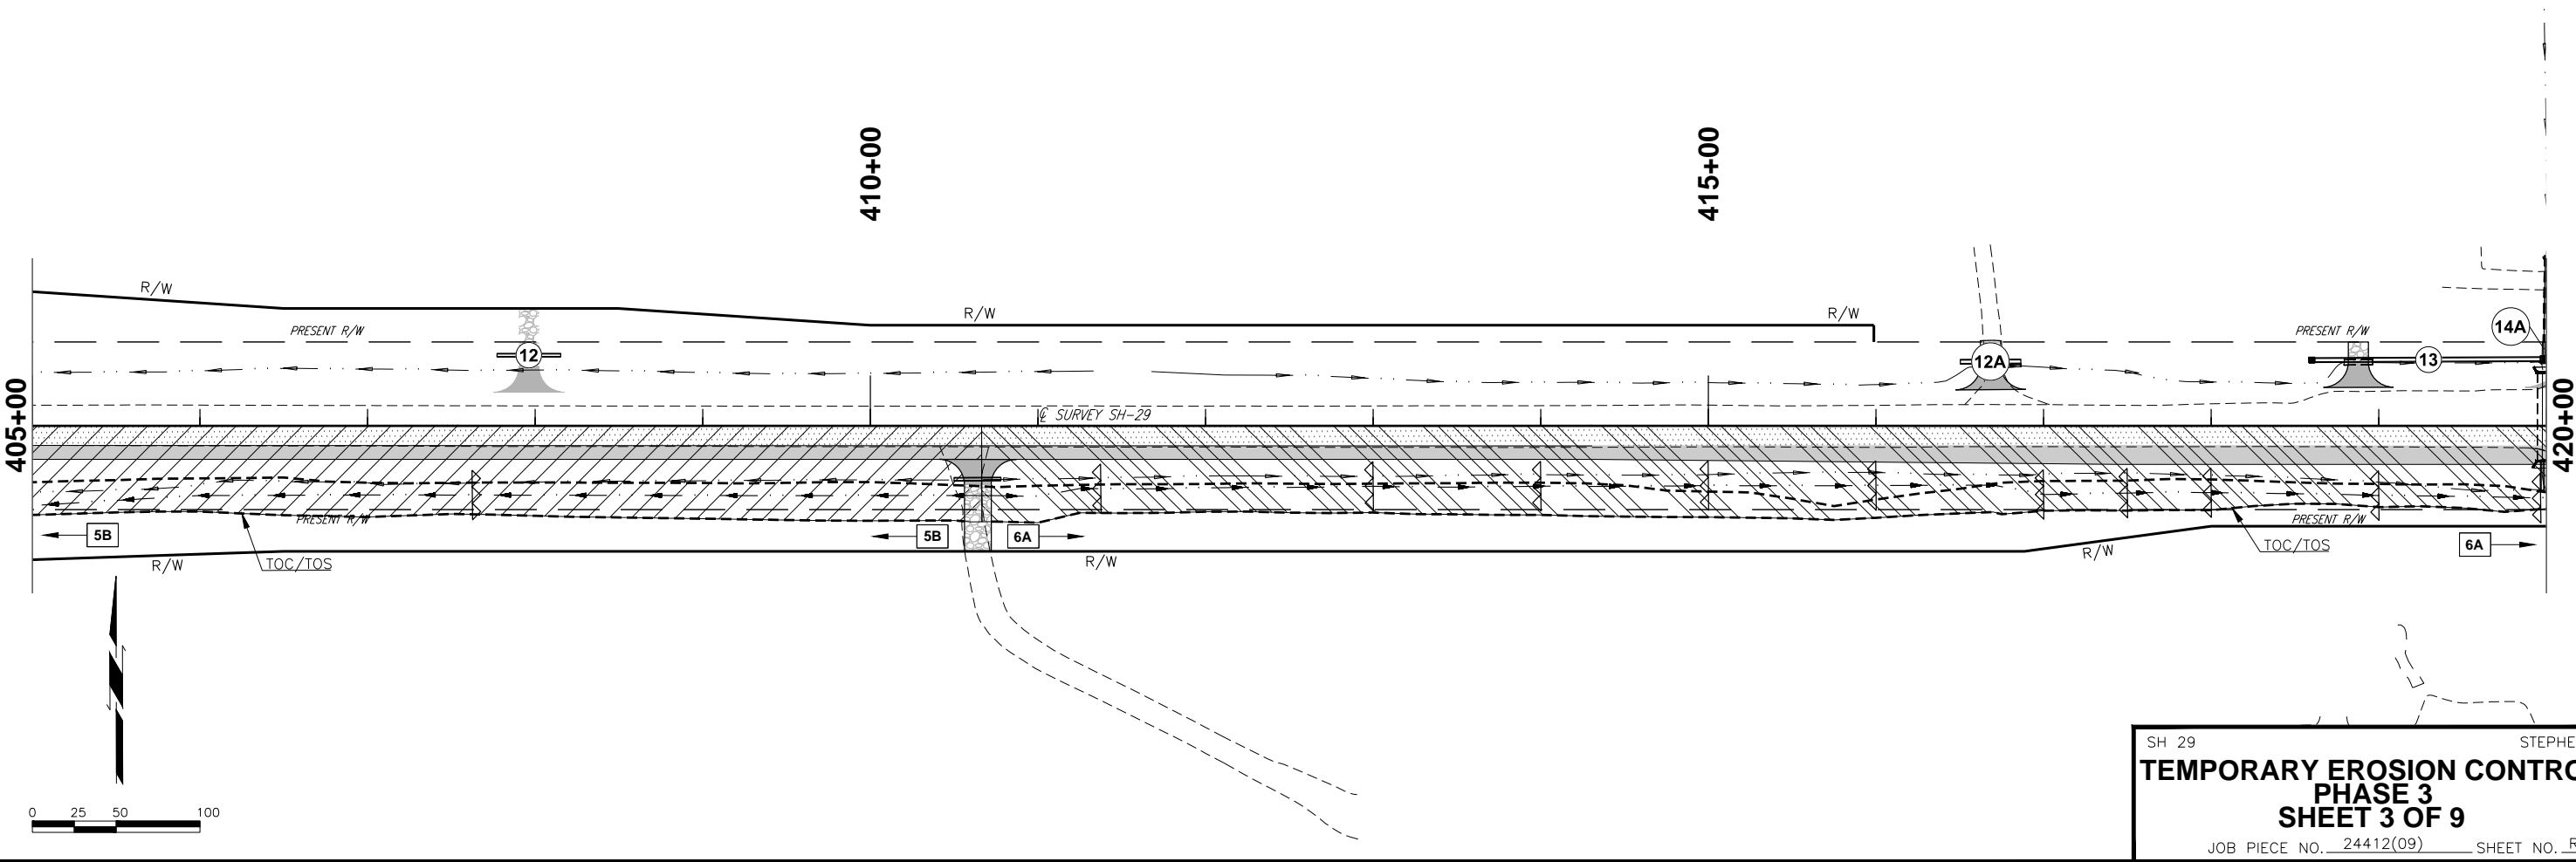 410+00
415+00
405+00
420+00
R/W
PRESENT R/W
12
R/W
R/W
12A
PRESENT R/W
13
14A
℄ SURVEY SH-29
PRESENT R/W
5B
R/W
TOC/TOS
5B
6A
R/W
R/W
TOC/TOS
PRESENT R/W
6A
0 25 50 100
SH 29
TEMPORARY EROSION
PHASE 3
SHEET 3 OF 9
JOB PIECE NO. 24412(09) SHEET NO.